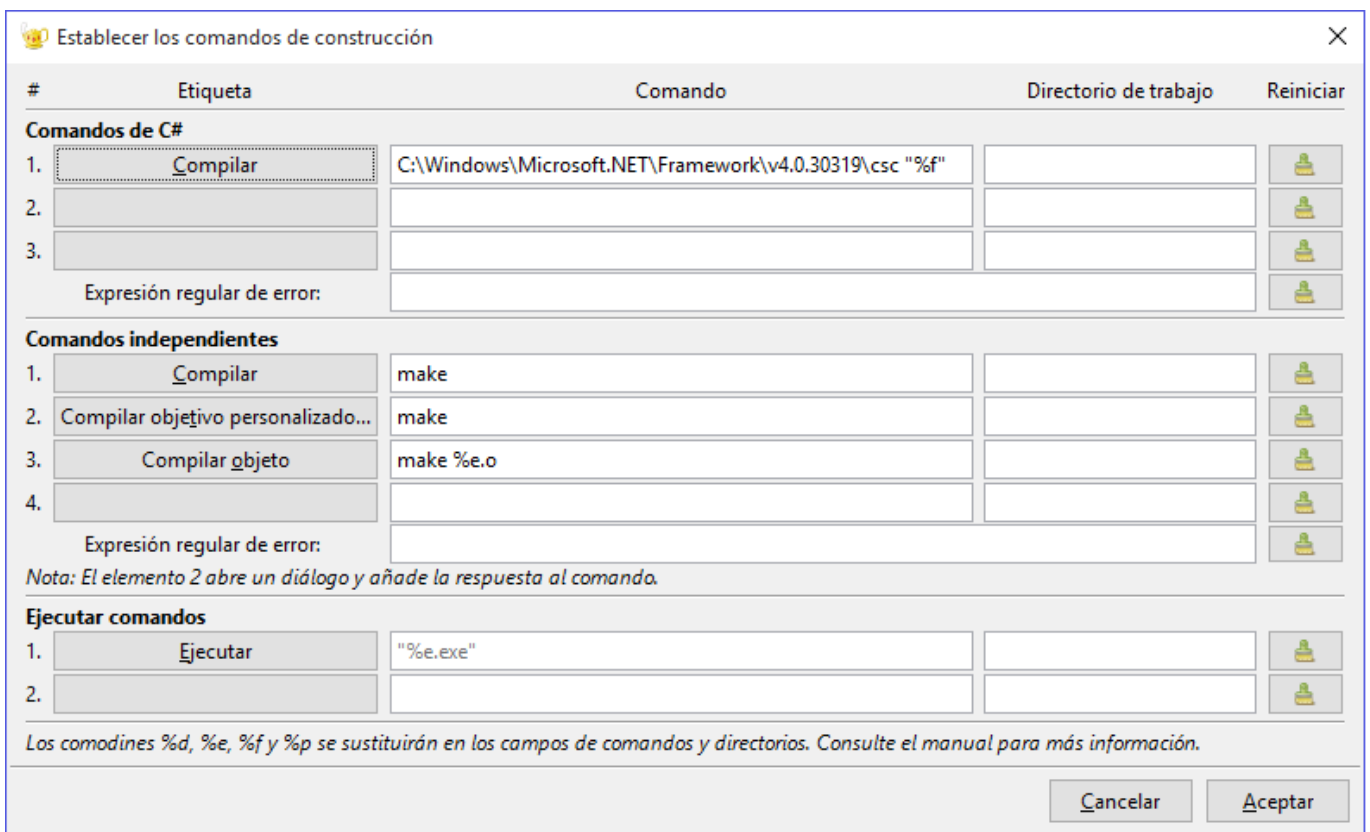 Establecer los comandos de construcción
# Etiqueta Comando Directorio de trabajo Reiniciar
Comandos de C#
1. Compilar C:\Windows\Microsoft.NET\Framework\v4.0.30319\csc "%f"
2.
3.
Expresión regular de error:
Comandos independientes
1. Compilar make
2. Compilar objetivo personalizado... make
3. Compilar objeto make %e.o
4.
Expresión regular de error:
Nota: El elemento 2 abre un diálogo y añade la respuesta al comando.
Ejecutar comandos
1. Ejecutar "%e.exe"
2.
Los comodines %d, %e, %f y %p se sustituirán en los campos de comandos y directorios. Consulte el manual para más información.
Cancelar Aceptar